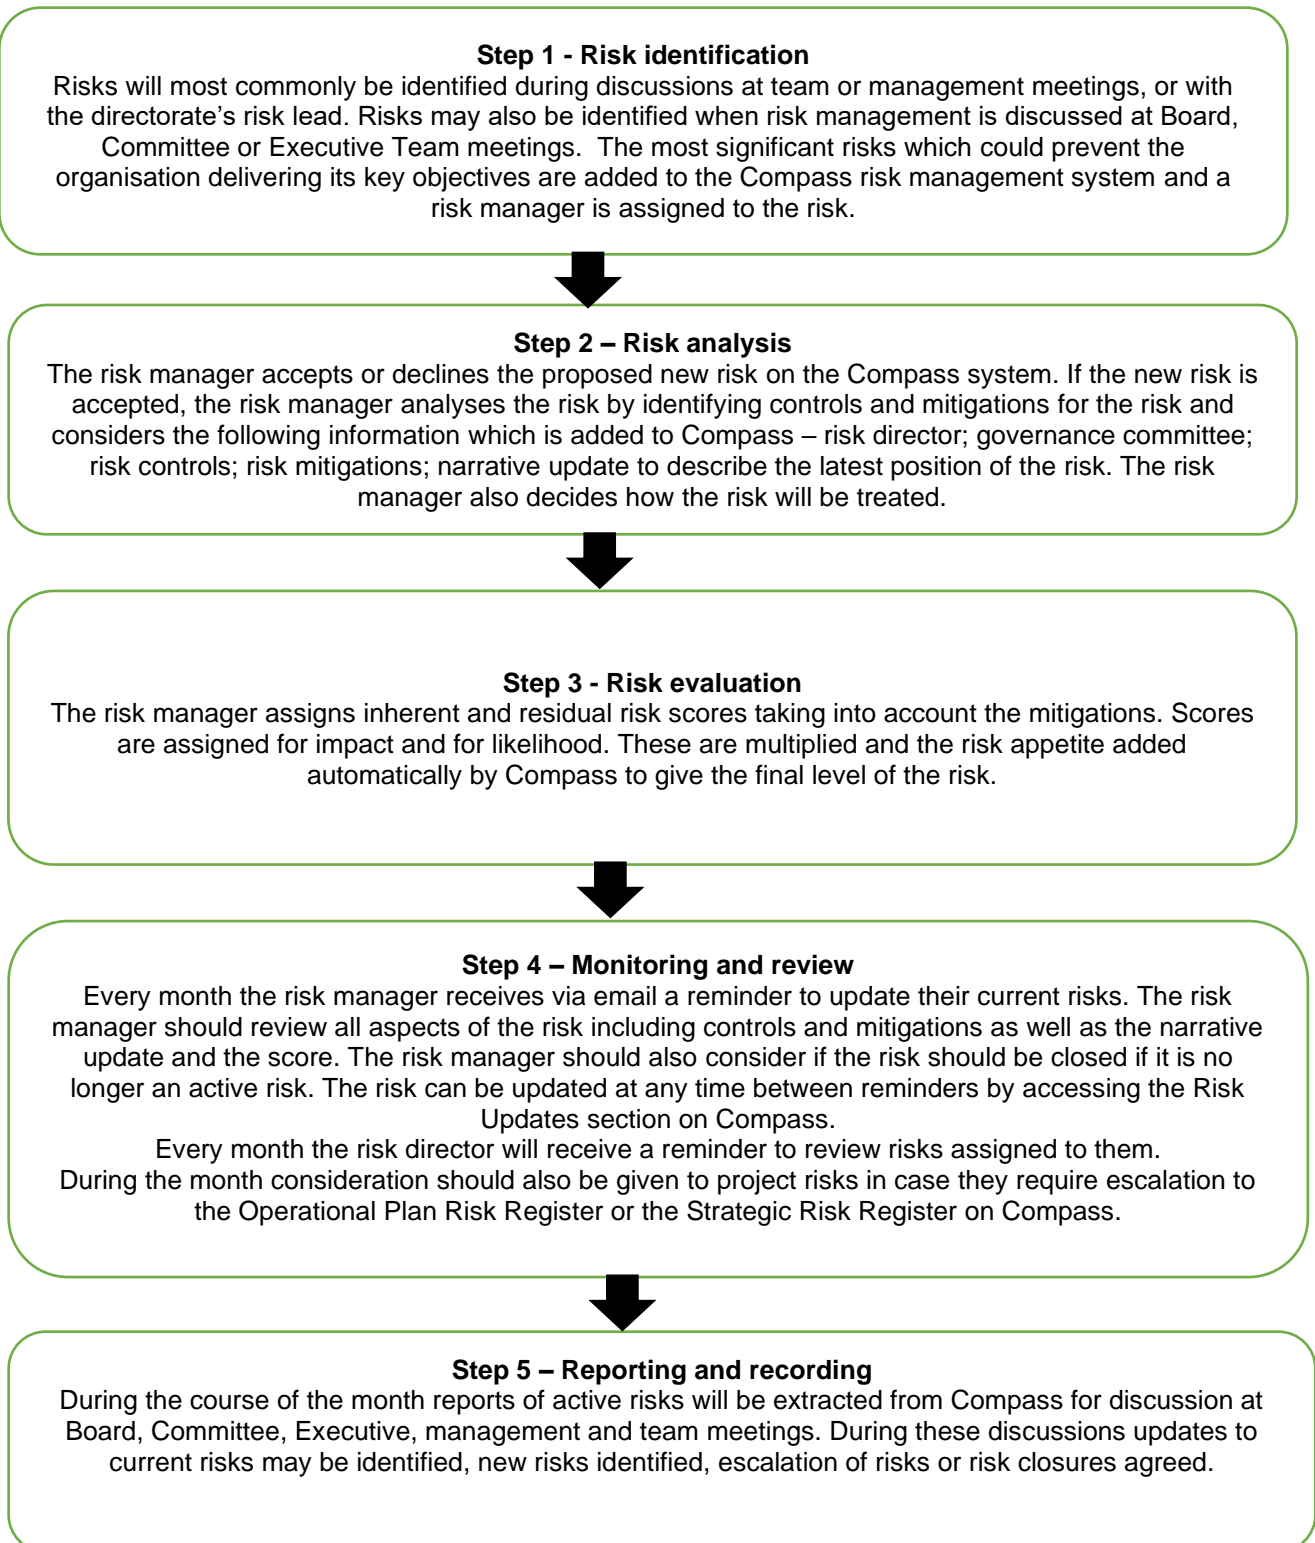 Step 1 - Risk identification
Risks will most commonly be identified during discussions at team or management meetings, or with
the directorate’s risk lead. Risks may also be identified when risk management is discussed at Board,
Committee or Executive Team meetings.  The most significant risks which could prevent the
organisation delivering its key objectives are added to the Compass risk management system and a
risk manager is assigned to the risk.
Step 2 – Risk analysis
The risk manager accepts or declines the proposed new risk on the Compass system. If the new risk is
accepted, the risk manager analyses the risk by identifying controls and mitigations for the risk and
considers the following information which is added to Compass – risk director; governance committee;
risk controls; risk mitigations; narrative update to describe the latest position of the risk. The risk
manager also decides how the risk will be treated.
Step 3 - Risk evaluation
The risk manager assigns inherent and residual risk scores taking into account the mitigations. Scores
are assigned for impact and for likelihood. These are multiplied and the risk appetite added
automatically by Compass to give the final level of the risk.
Step 4 – Monitoring and review
Every month the risk manager receives via email a reminder to update their current risks. The risk
manager should review all aspects of the risk including controls and mitigations as well as the narrative
update and the score. The risk manager should also consider if the risk should be closed if it is no
longer an active risk. The risk can be updated at any time between reminders by accessing the Risk
Updates section on Compass.
Every month the risk director will receive a reminder to review risks assigned to them.
During the month consideration should also be given to project risks in case they require escalation to
the Operational Plan Risk Register or the Strategic Risk Register on Compass.
Step 5 – Reporting and recording
During the course of the month reports of active risks will be extracted from Compass for discussion at
Board, Committee, Executive, management and team meetings. During these discussions updates to
current risks may be identified, new risks identified, escalation of risks or risk closures agreed.